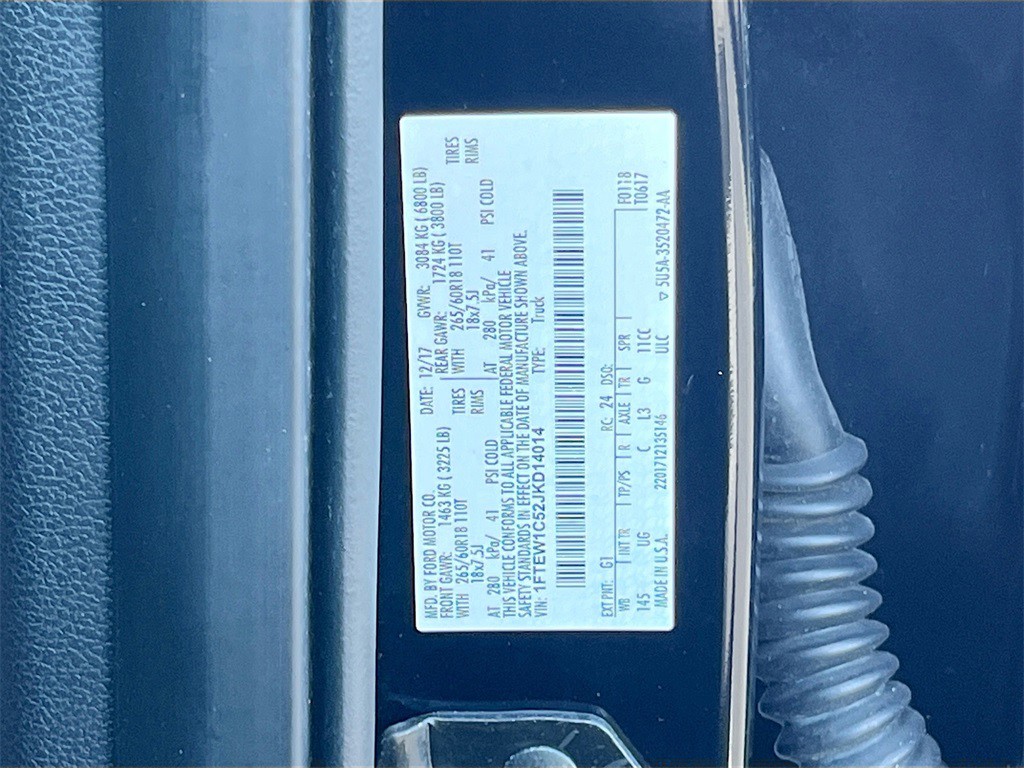 MFD. BY FORD MOTOR CO.
DATE: 12/17 GVWR: 3084 KG ( 6800 LB)
FRONT GAWR: 1463 KG ( 3225 LB) REAR GAWR: 1724 KG ( 3800 LB)
WITH 265/60R18 110T TIRES WITH 265/60R18 110T TIRES
18x7.5J RIMS 18x7.5J RIMS
AT 280 kPa/ 41 PSI COLD AT 280 kPa/ 41 PSI COLD
THIS VEHICLE CONFORMS TO ALL APPLICABLE FEDERAL MOTOR VEHICLE
SAFETY STANDARDS IN EFFECT ON THE DATE OF MANUFACTURE SHOWN ABOVE.
VIN: 1FTEW1C52JKD14014 TYPE: Truck
EXT PNT: G1 RC: 24 DSO: F0118
WB INT TR TP/PS R AXLE TR SPR T0617
145 UG C L3 G 11CC
MADE IN U.S.A. 2201712135146 ULC 5U5A-3520472-AA